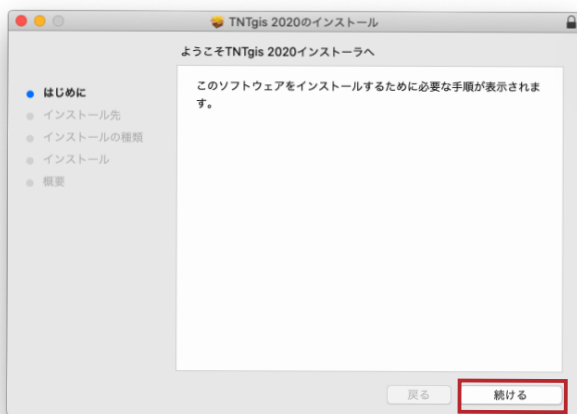 TNTgis 2020のインストール
ようこそTNTgis 2020インストーラへ
はじめに
インストール先
インストールの種類
インストール
概要
このソフトウェアをインストールするために必要な手順が表示されま
す。
戻る
続ける